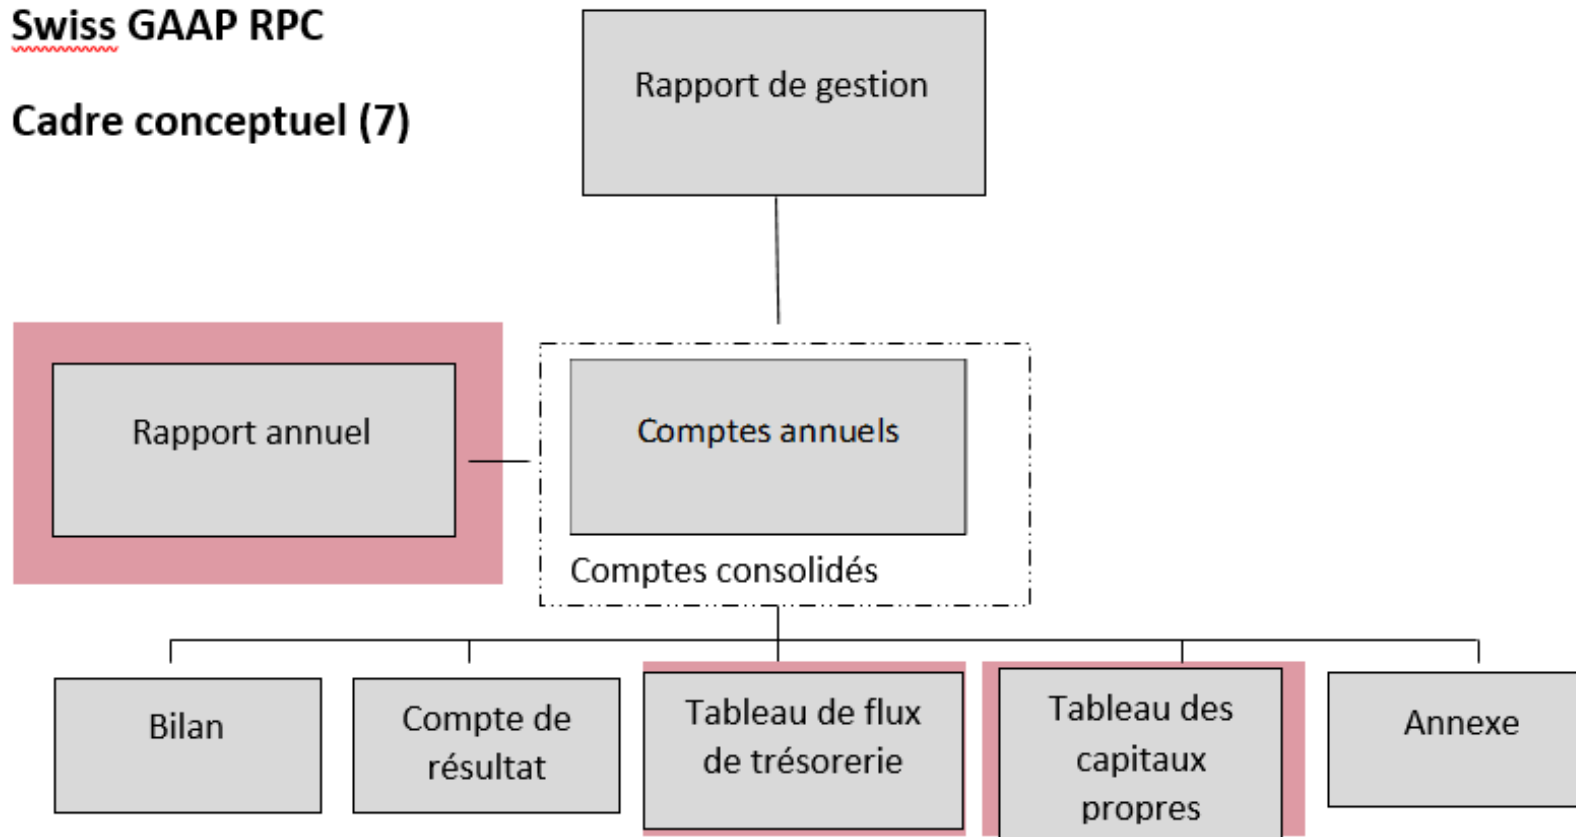 Swiss GAAP RPC
Cadre conceptuel (7)
Rapport de gestion
Rapport annuel
Comptes annuels
Comptes consolidés
Bilan
Compte de
résultat
Tableau de flux
de trésorerie
Tableau des
capitaux
propres
Annexe